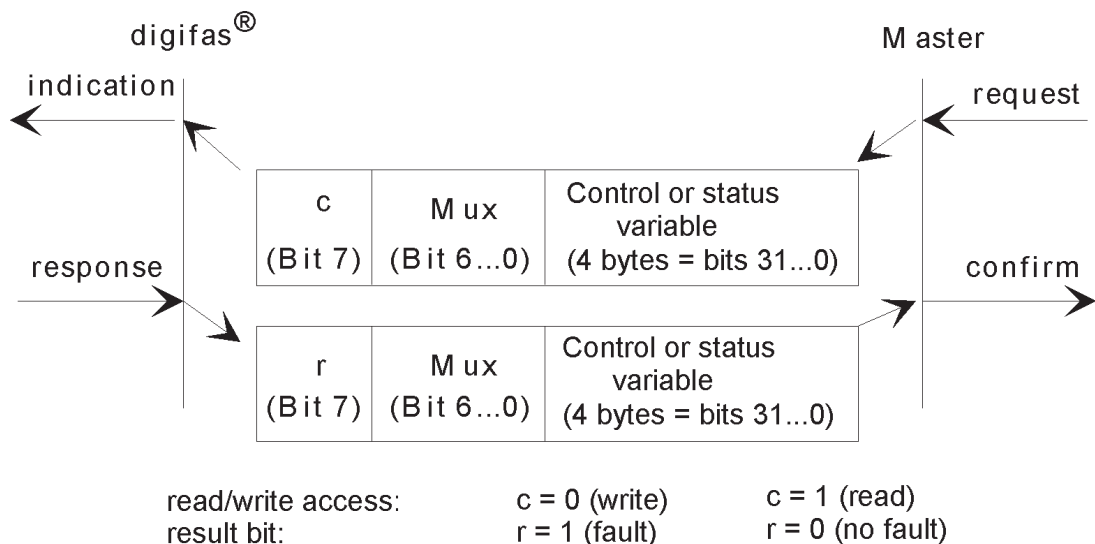 digifas®
Master
indication
request
c
Mux
Control or status
variable
(Bit 7)
(Bit 6...0)
(4 bytes = bits 31...0)
response
confirm
r
Mux
Control or status
variable
(Bit 7)
(Bit 6...0)
(4 bytes = bits 31...0)
read/write access: c = 0 (write) c = 1 (read)
result bit: r = 1 (fault) r = 0 (no fault)